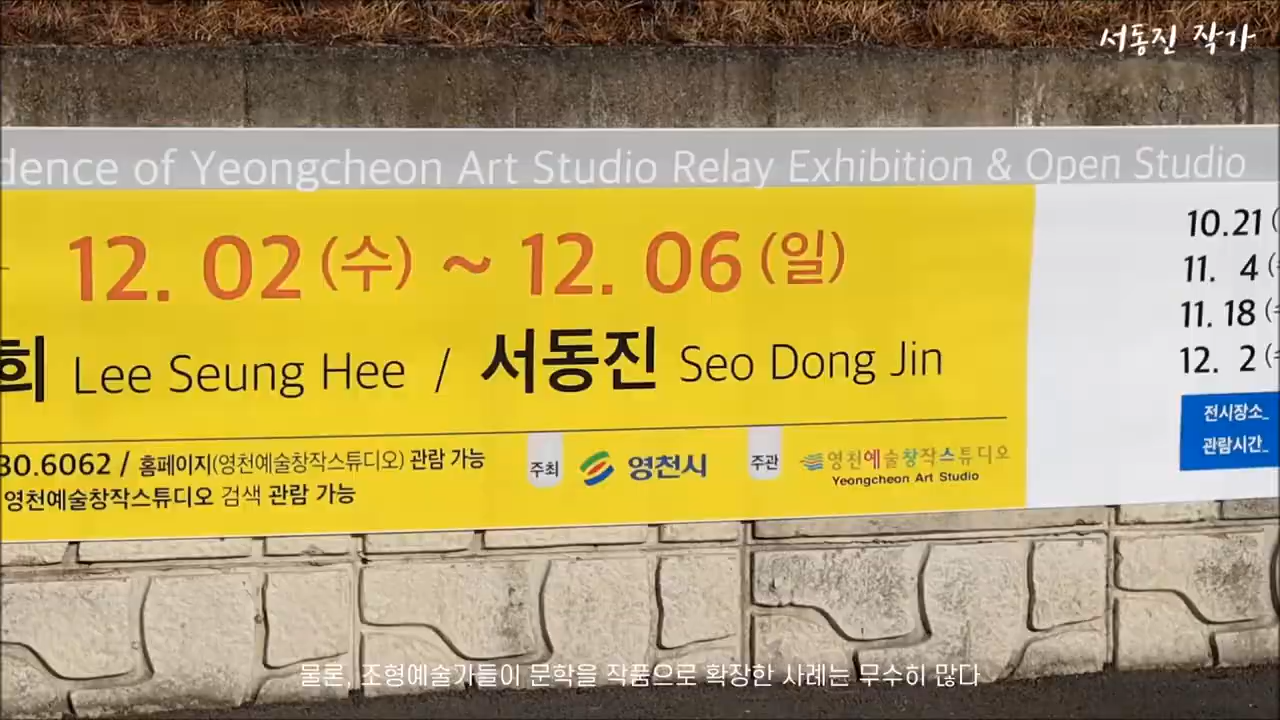 서동진 작가
dence of Yeongcheon Art Studio Relay Exhibition & Open Studio
12. 02 (수) ~ 12. 06 (일)
희 Lee Seung Hee / 서동진 Seo Dong Jin
30.6062 / 홈페이지(영천예술창작스튜디오) 관람 가능
영천예술창작스튜디오 검색 관람 가능
주최 영천시 주관 영천예술창작스튜디오
Yeongcheon Art Studio
10.21 (
11. 4 (
11. 18 (
12. 2 (
전시장소_
관람시간_
물론, 조형예술가들이 문학을 작품으로 확장한 사례는 무수히 많다